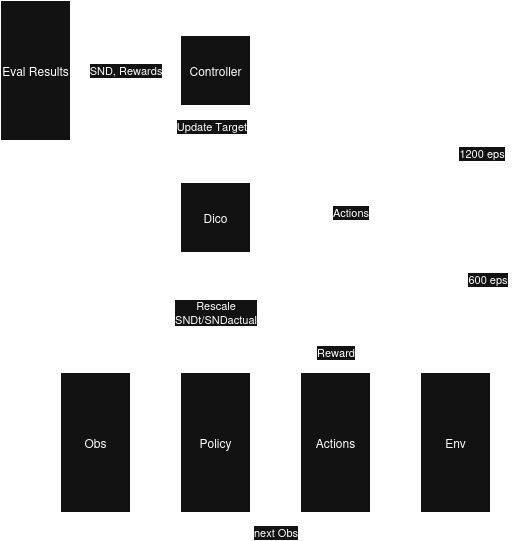 Eval Results
SND, Rewards
Controller
Update Target
1200 eps
Dico
Actions
600 eps
Rescale
SNDt/SNDactual
Reward
Obs
Policy
Actions
Env
next Obs